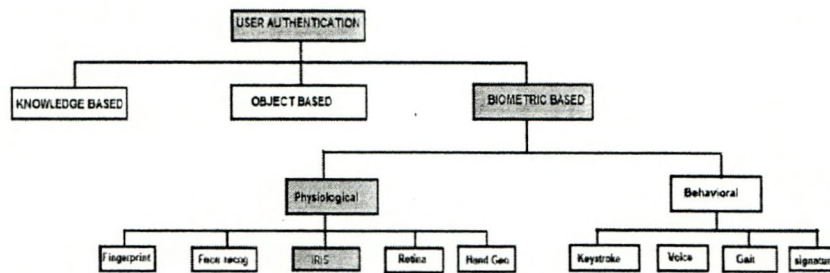 USER AUTHENTICATION
KNOWLEDGE BASED
OBJECT BASED
BIOMETRIC BASED
Physiological
Behavioral
Fingerprint
Face recog
IRIS
Retina
Hand Geo
Keystroke
Voice
Gait
signature